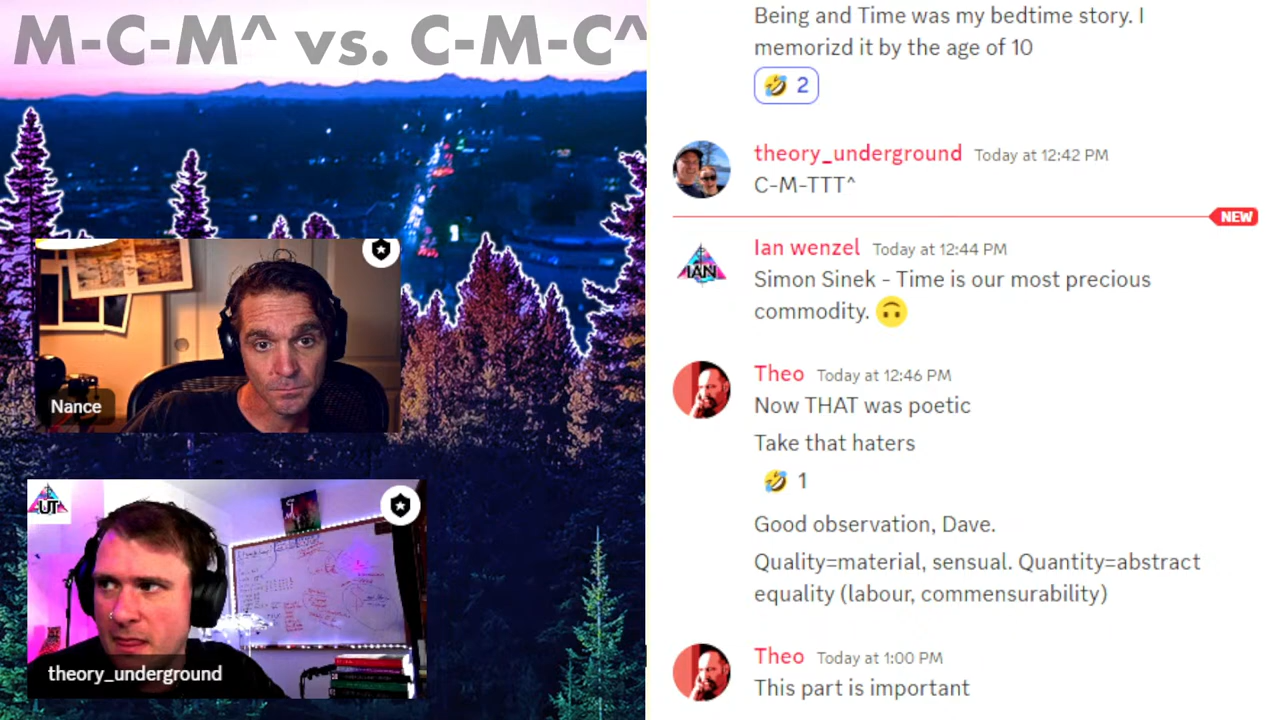 M-C-M^ vs. C-M-C^
Nance
UT
theory_underground
Being and Time was my bedtime story. I
memorizd it by the age of 10
2
theory_underground Today at 12:42 PM
C-M-TTT^
NEW
IAN
Ian wenzel Today at 12:44 PM
Simon Sinek - Time is our most precious
commodity. 🙃
Theo Today at 12:46 PM
Now THAT was poetic
Take that haters
🤣 1
Good observation, Dave.
Quality=material, sensual. Quantity=abstract
equality (labour, commensurability)
Theo Today at 1:00 PM
This part is important